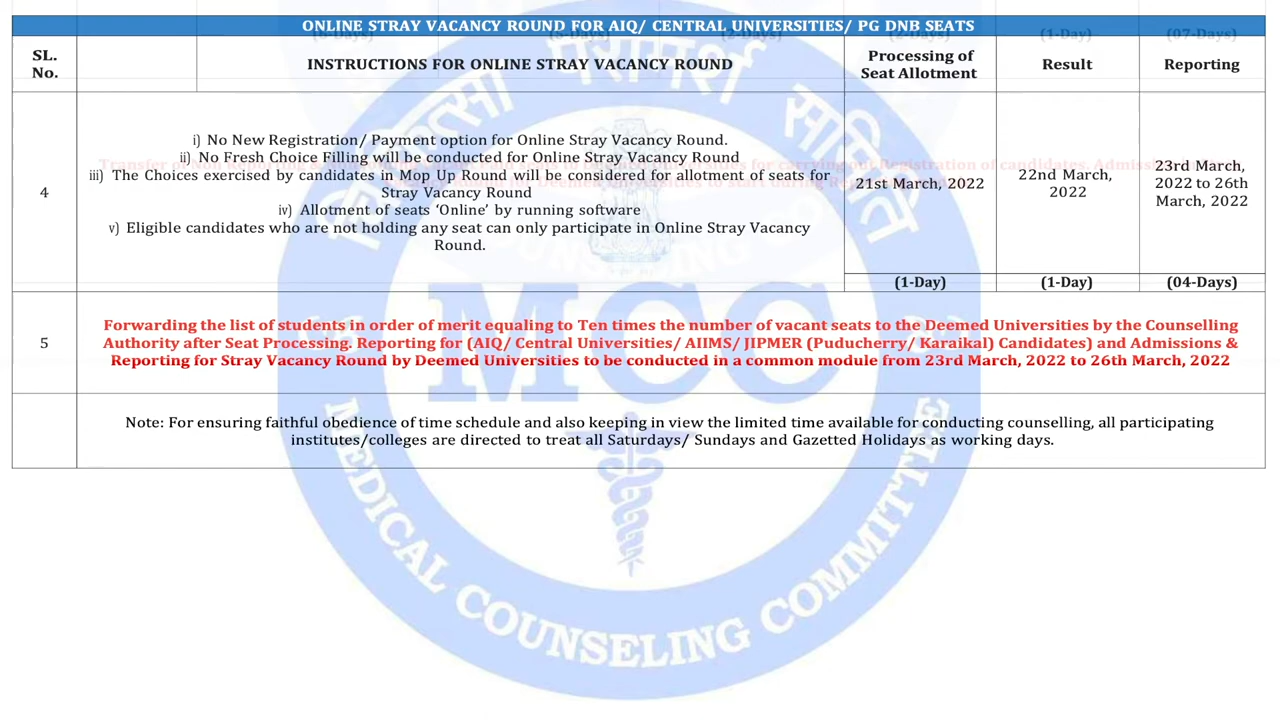 ONLINE STRAY VACANCY ROUND FOR AIQ/ CENTRAL UNIVERSITIES/ PG DNB SEATS
(2-Days) (1-Day) (07-Days)
SL. No. INSTRUCTIONS FOR ONLINE STRAY VACANCY ROUND Processing of Seat Allotment Result Reporting
4
i) No New Registration/ Payment option for Online Stray Vacancy Round.
ii) No Fresh Choice Filling will be conducted for Online Stray Vacancy Round
iii) The Choices exercised by candidates in Mop Up Round will be considered for allotment of seats for
Stray Vacancy Round
iv) Allotment of seats ‘Online’ by running software
v) Eligible candidates who are not holding any seat can only participate in Online Stray Vacancy
Round.
21st March, 2022
22nd March,
2022
23rd March,
2022 to 26th
March, 2022
(1-Day) (1-Day) (04-Days)
5
Forwarding the list of students in order of merit equaling to Ten times the number of vacant seats to the Deemed Universities by the Counselling
Authority after Seat Processing. Reporting for (AIQ/ Central Universities/ AIIMS/ JIPMER (Puducherry/ Karaikal) Candidates) and Admissions &
Reporting for Stray Vacancy Round by Deemed Universities to be conducted in a common module from 23rd March, 2022 to 26th March, 2022
Note: For ensuring faithful obedience of time schedule and also keeping in view the limited time available for conducting counselling, all participating
institutes/colleges are directed to treat all Saturdays/ Sundays and Gazetted Holidays as working days.
चिकित्सा परामर्श समिति
MCC
MEDICAL COUNSELING COMMITTEE